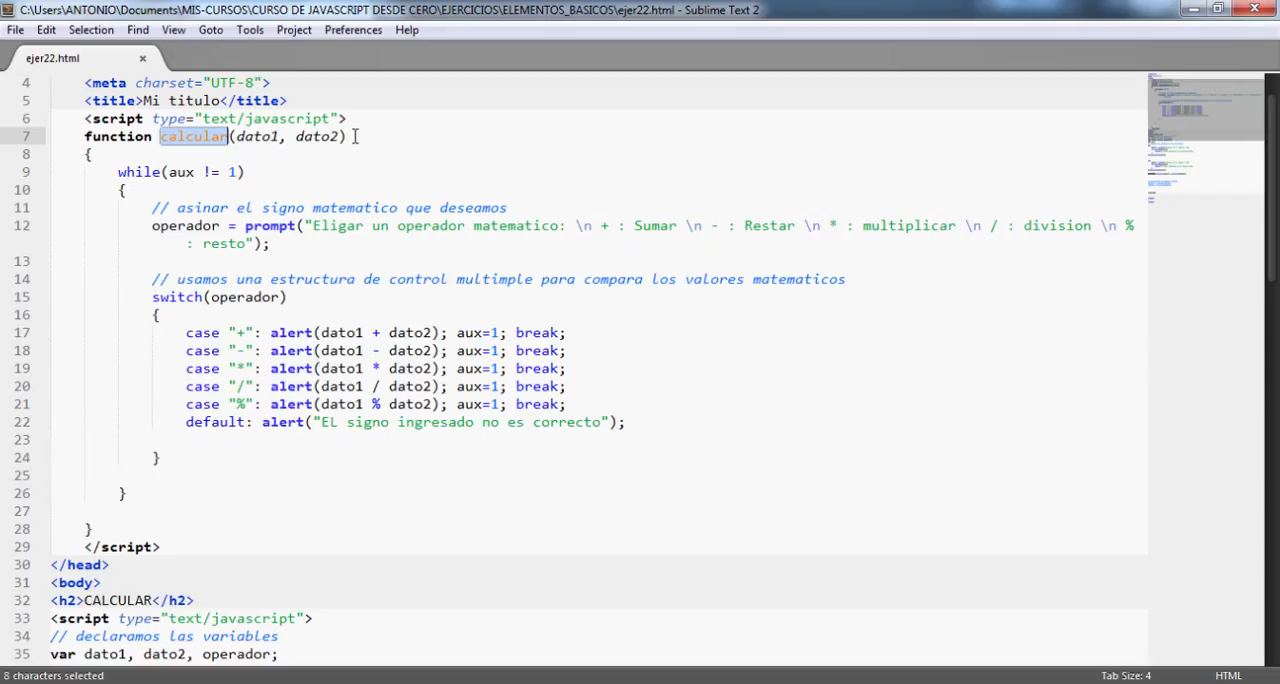 C:\Users\ANTONIO\Documents\MIS-CURSOS\CURSO DE JAVASCRIPT DESDE CERO\EJERCICIOS\ELEMENTOS_BASICOS\ejer22.html - Sublime Text 2
File Edit Selection Find View Goto Tools Project Preferences Help
ejer22.html ×
4 <meta charset="UTF-8">
5 <title>Mi titulo</title>
6 <script type="text/javascript">
7 function calcular(dato1, dato2)
8 {
9 while(aux != 1)
10 {
11 // asinar el signo matematico que deseamos
12 operador = prompt("Eligar un operador matematico: \n + : Sumar \n - : Restar \n * : multiplicar \n / : division \n %
: resto");
13
14 // usamos una estructura de control multimple para compara los valores matematicos
15 switch(operador)
16 {
17 case "+": alert(dato1 + dato2); aux=1; break;
18 case "-": alert(dato1 - dato2); aux=1; break;
19 case "*": alert(dato1 * dato2); aux=1; break;
20 case "/": alert(dato1 / dato2); aux=1; break;
21 case "%": alert(dato1 % dato2); aux=1; break;
22 default: alert("EL signo ingresado no es correcto");
23
24 }
25
26 }
27
28 }
29 </script>
30 </head>
31 <body>
32 <h2>CALCULAR</h2>
33 <script type="text/javascript">
34 // declaramos las variables
35 var dato1, dato2, operador;
8 characters selected Tab Size: 4 HTML